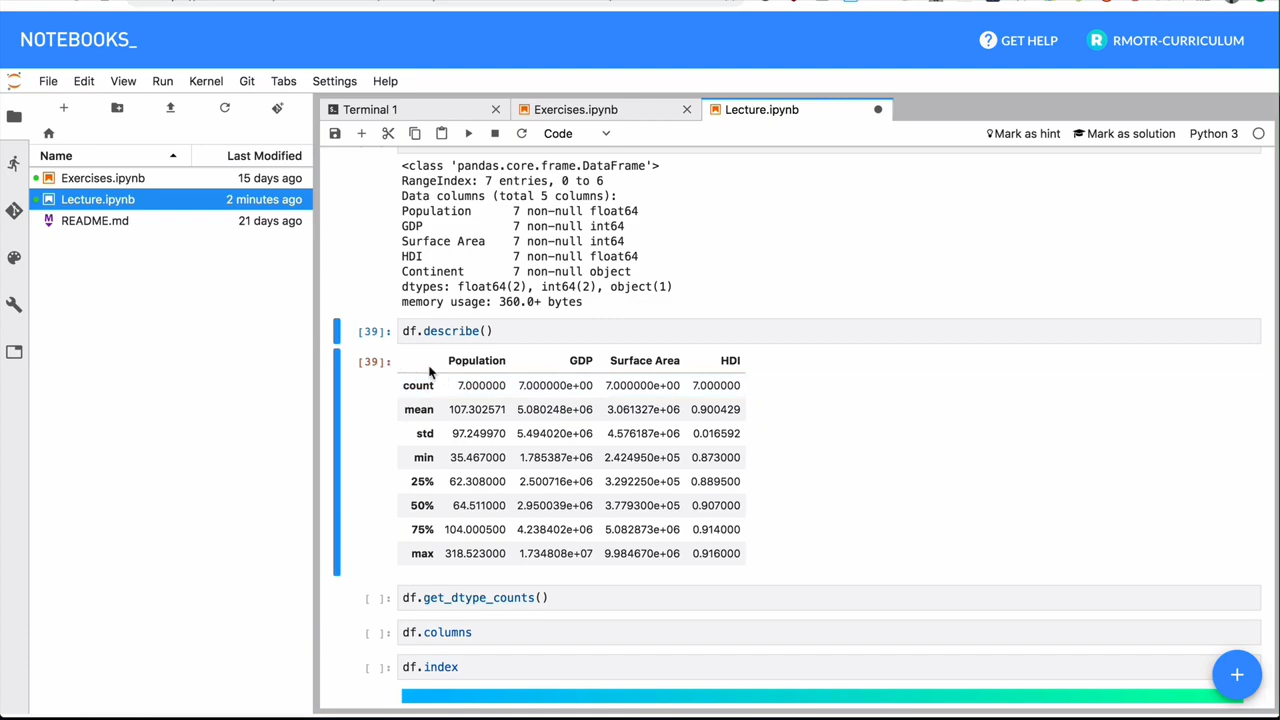 NOTEBOOKS_
? GET HELP
R RMOTR-CURRICULUM
File Edit View Run Kernel Git Tabs Settings Help
Terminal 1
Exercises.ipynb
Lecture.ipynb
Code
Mark as hint
Mark as solution
Python 3
Name Last Modified
Exercises.ipynb 15 days ago
Lecture.ipynb 2 minutes ago
M README.md 21 days ago
<class 'pandas.core.frame.DataFrame'>
RangeIndex: 7 entries, 0 to 6
Data columns (total 5 columns):
Population 7 non-null float64
GDP 7 non-null int64
Surface Area 7 non-null int64
HDI 7 non-null float64
Continent 7 non-null object
dtypes: float64(2), int64(2), object(1)
memory usage: 360.0+ bytes
[39]: df.describe()
[39]: Population GDP Surface Area HDI
count 7.000000 7.000000e+00 7.000000e+00 7.000000
mean 107.302571 5.080248e+06 3.061327e+06 0.900429
std 97.249970 5.494020e+06 4.576187e+06 0.016592
min 35.467000 1.785387e+06 2.424950e+05 0.873000
25% 62.308000 2.500716e+06 3.292250e+05 0.889500
50% 64.511000 2.950039e+06 3.779300e+05 0.907000
75% 104.000500 4.238402e+06 5.082873e+06 0.914000
max 318.523000 1.734808e+07 9.984670e+06 0.916000
[ ]: df.get_dtype_counts()
[ ]: df.columns
[ ]: df.index